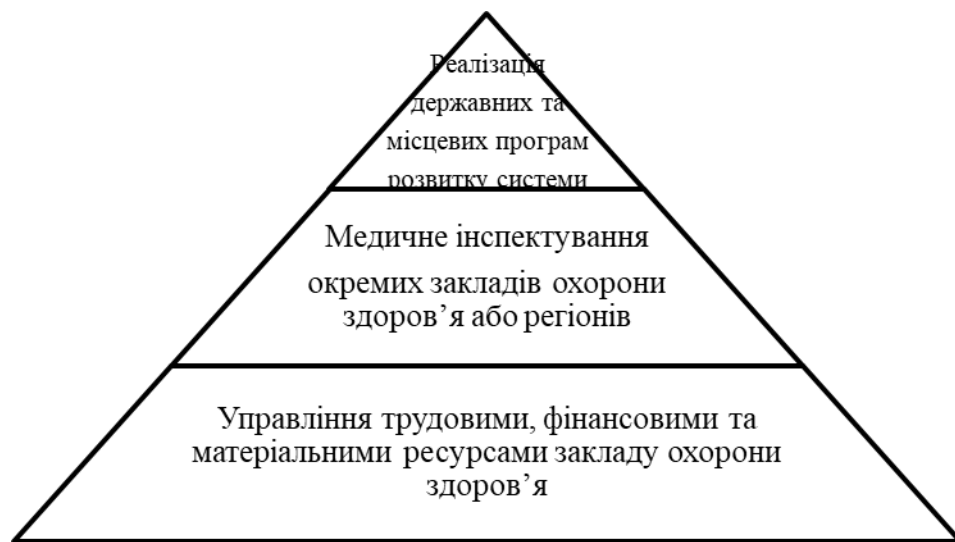 Реалізація
державних та
місцевих програм
розвитку системи
Медичне інспектування
окремих закладів охорони
здоров’я або регіонів
Управління трудовими, фінансовими та
матеріальними ресурсами закладу охорони
здоров’я